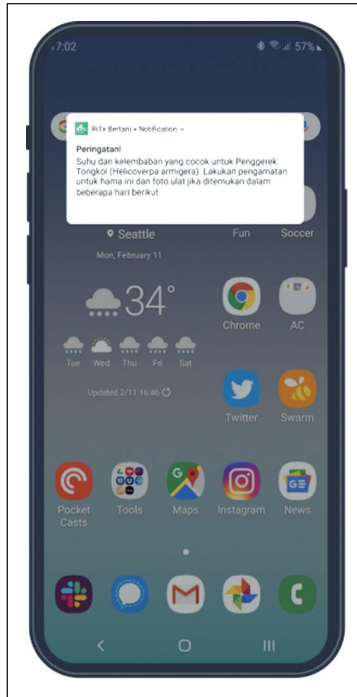 7:02
57%
RiTx Bertani • Notification
Peringatan!
Suhu dan kelembaban yang cocok untuk Penggerek
Tongkol (Helicoverpa armigera). Lakukan pengamatan
untuk hama ini dan foto ulat jika ditemukan dalam
beberapa hari berikut
Seattle
Fun
Soccer
Mon, February 11
34°
Chrome
AC
Tue
Wed
Thu
Fri
Sat
Updated 2/11 16:46
Twitter
Swarm
Pocket
Casts
Tools
Maps
Instagram
News